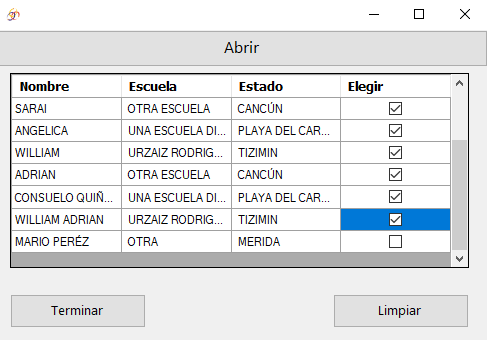 Abrir
Nombre Escuela Estado Elegir
SARAI OTRA ESCUELA CANCÚN
ANGELICA UNA ESCUELA DI... PLAYA DEL CAR...
WILLIAM URZAIZ RODRIG... TIZIMIN
ADRIAN OTRA ESCUELA CANCÚN
CONSUELO QUIÑ... UNA ESCUELA DI... PLAYA DEL CAR...
WILLIAM ADRIAN URZAIZ RODRIG... TIZIMIN
MARIO PERÉZ OTRA MERIDA
Terminar Limpiar